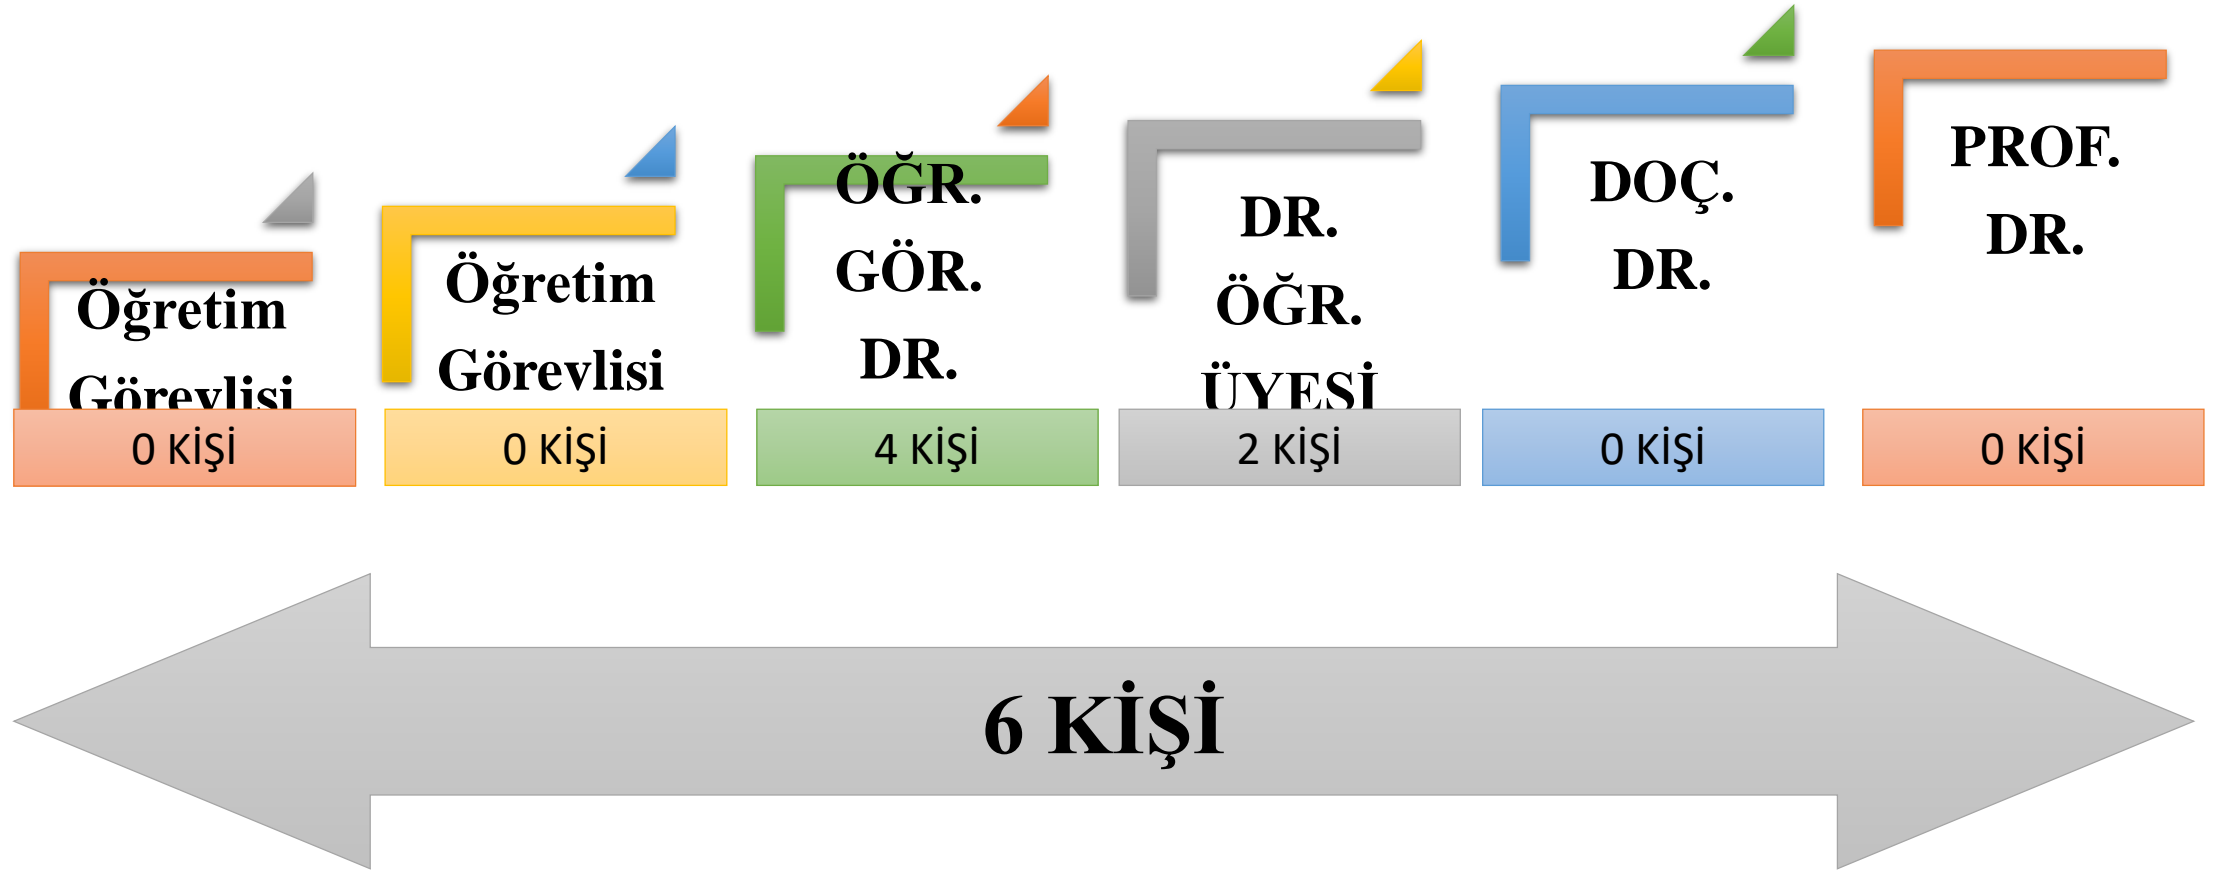 Öğretim
Görevlisi
0 KİŞİ
Öğretim
Görevlisi
0 KİŞİ
ÖĞR.
GÖR.
DR.
4 KİŞİ
DR.
ÖĞR.
ÜYESİ
2 KİŞİ
DOÇ.
DR.
0 KİŞİ
PROF.
DR.
0 KİŞİ
6 KİŞİ